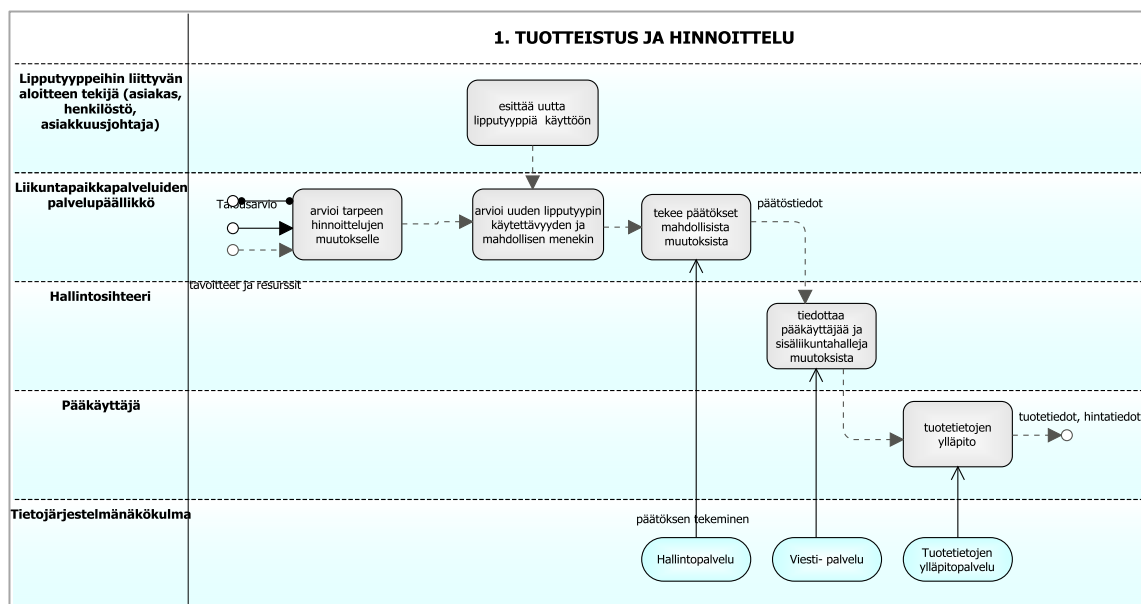 1. TUOTTEISTUS JA HINNOITTELU
Lipputyyppeihin liittyvän
aloitteen tekijä (asiakas,
henkilöstö,
asiakkuusjohtaja)
esittää uutta
lipputyyppiä käyttöön
Liikuntapaikkapalveluiden
palvelupäällikkö
Talousarvio
arvioi tarpeen
hinnoittelujen
muutokselle
arvioi uuden lipputyypin
käytettävyyden ja
mahdollisen menekin
tekee päätökset
mahdollisista
muutoksista
päätöstiedot
tavoitteet ja resurssit
Hallintosihteeri
tiedottaa
pääkäyttäjää ja
sisäliikuntahalleja
muutoksista
Pääkäyttäjä
tuotetietojen
ylläpito
tuotetiedot, hintatiedot
Tietojärjestelmänäkökulma
päätöksen tekeminen
Hallintopalvelu
Viesti- palvelu
Tuotetietojen
ylläpitopalvelu